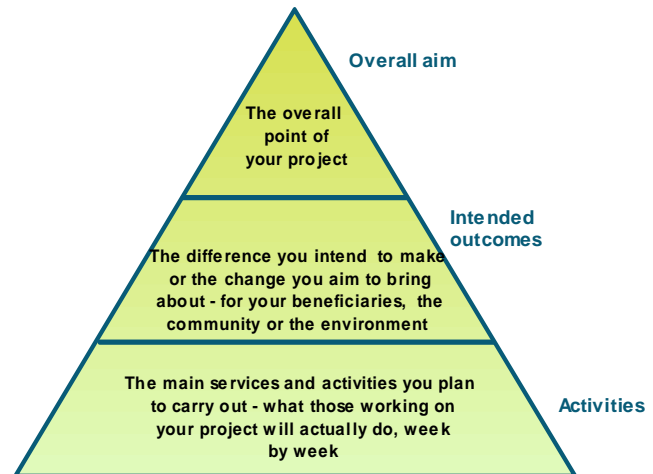 Overall aim
The overall
point of
your project
Intended
outcomes
The difference you intend to make
or the change you aim to bring
about - for your beneficiaries, the
community or the environment
The main services and activities you plan
to carry out - what those working on
your project will actually do, week
by week
Activities